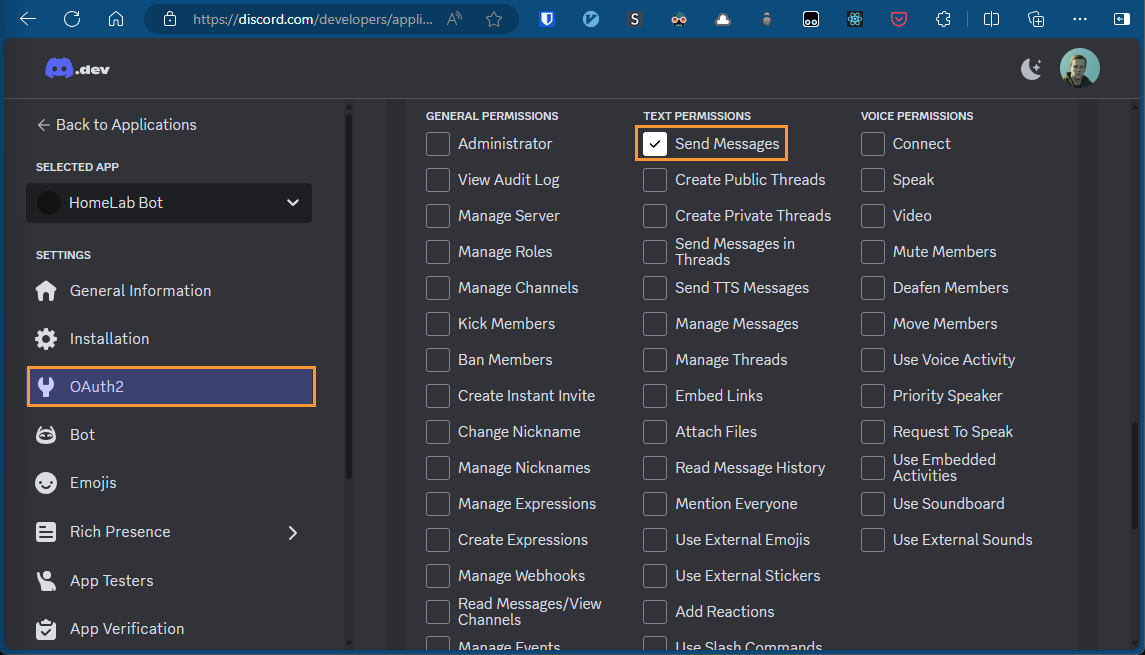 https://discord.com/developers/appli...
S
.dev
Back to Applications
SELECTED APP
HomeLab Bot
SETTINGS
General Information
Installation
OAuth2
Bot
Emojis
Rich Presence
App Testers
App Verification
GENERAL PERMISSIONS
Administrator
View Audit Log
Manage Server
Manage Roles
Manage Channels
Kick Members
Ban Members
Create Instant Invite
Change Nickname
Manage Nicknames
Manage Expressions
Create Expressions
Manage Webhooks
Read Messages/View
Channels
Manage Events
TEXT PERMISSIONS
Send Messages
Create Public Threads
Create Private Threads
Send Messages in
Threads
Send TTS Messages
Manage Messages
Manage Threads
Embed Links
Attach Files
Read Message History
Mention Everyone
Use External Emojis
Use External Stickers
Add Reactions
Use Slash Commands
VOICE PERMISSIONS
Connect
Speak
Video
Mute Members
Deafen Members
Move Members
Use Voice Activity
Priority Speaker
Request To Speak
Use Embedded
Activities
Use Soundboard
Use External Sounds